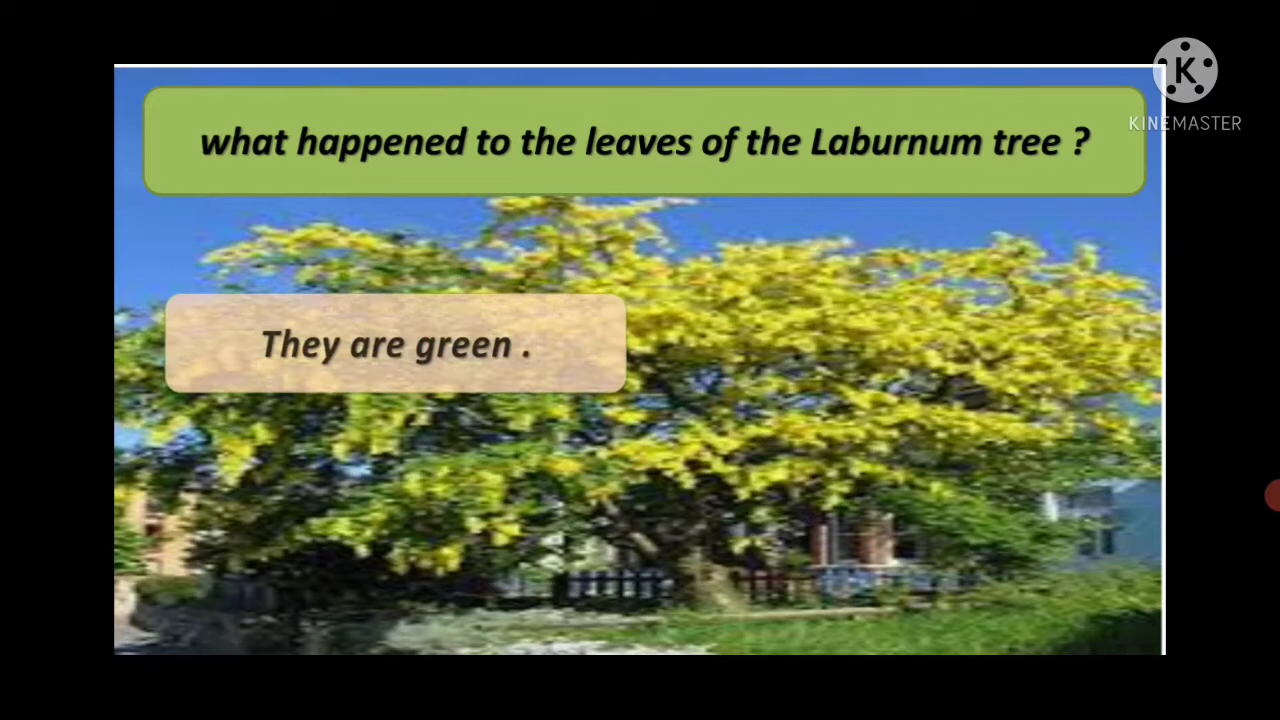 K
KINEMASTER
what happened to the leaves of the Laburnum tree ?
They are green .